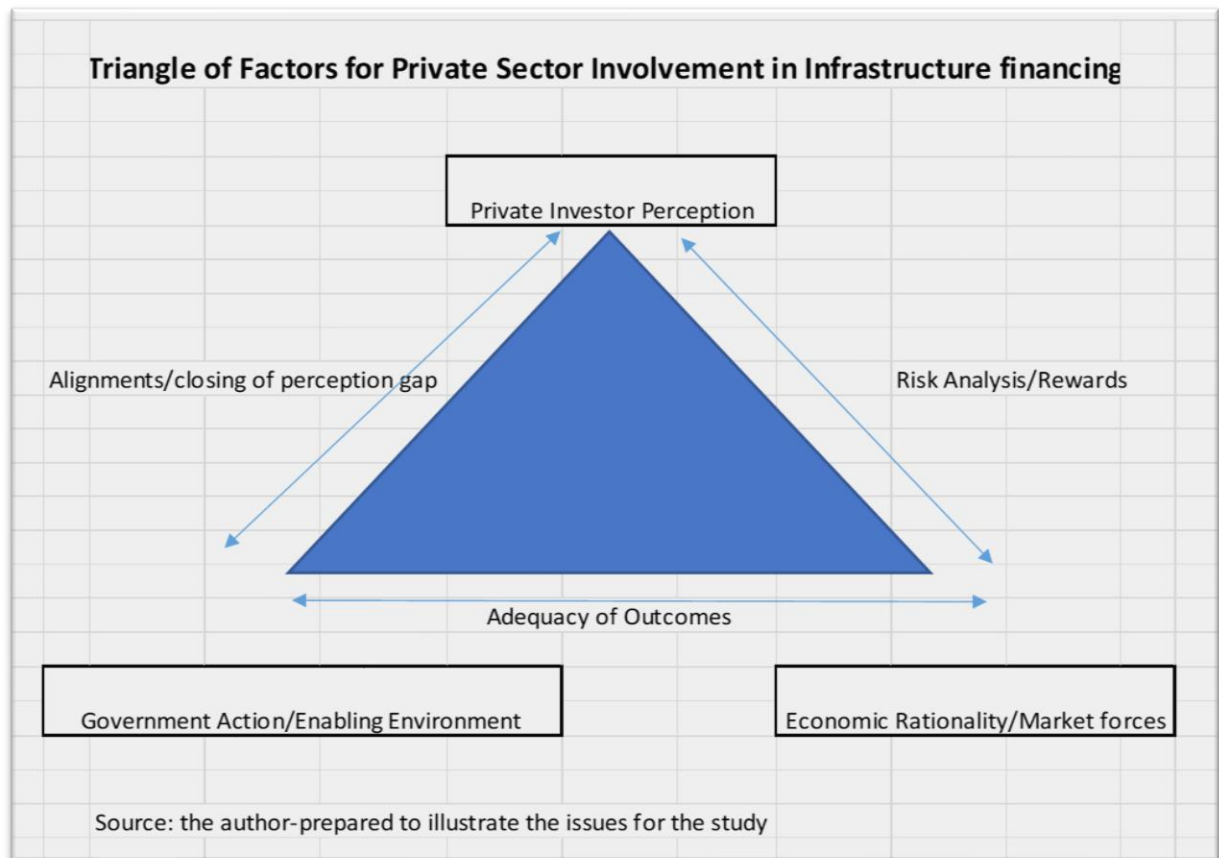 Triangle of Factors for Private Sector Involvement in Infrastructure financing
Private Investor Perception
Alignments/closing of perception gap
Risk Analysis/Rewards
Adequacy of Outcomes
Government Action/Enabling Environment
Economic Rationality/Market forces
Source: the author-prepared to illustrate the issues for the study